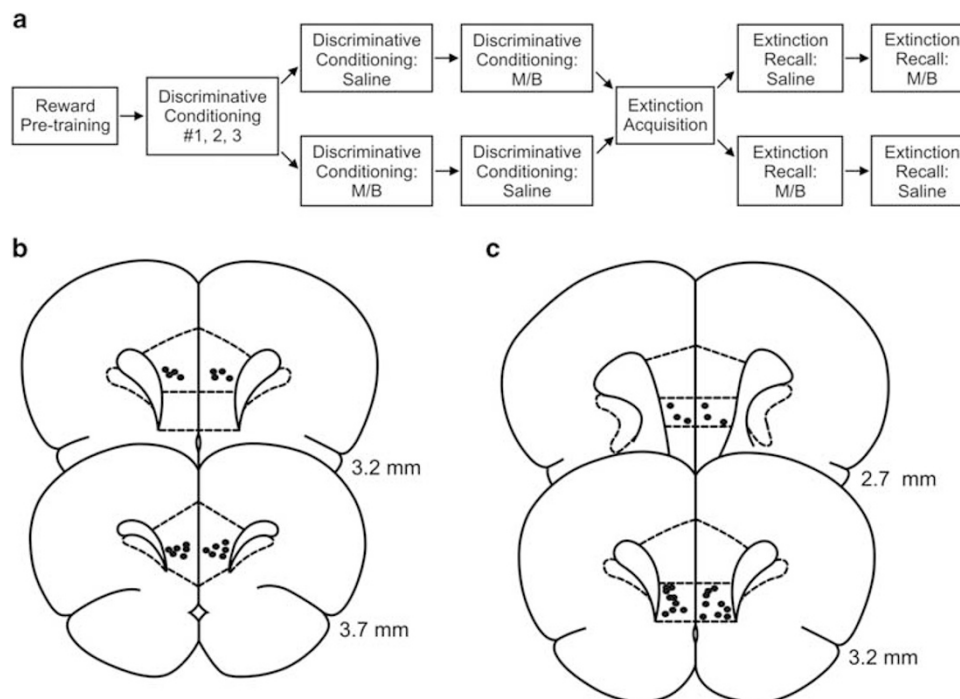 a
Reward
Pre-training
Discriminative
Conditioning
#1, 2, 3
Discriminative
Conditioning:
Saline
Discriminative
Conditioning:
M/B
Discriminative
Conditioning:
M/B
Discriminative
Conditioning:
Saline
Extinction
Acquisition
Extinction
Recall:
Saline
Extinction
Recall:
M/B
Extinction
Recall:
M/B
Extinction
Recall:
Saline
b
3.2 mm
3.7 mm
c
2.7 mm
3.2 mm